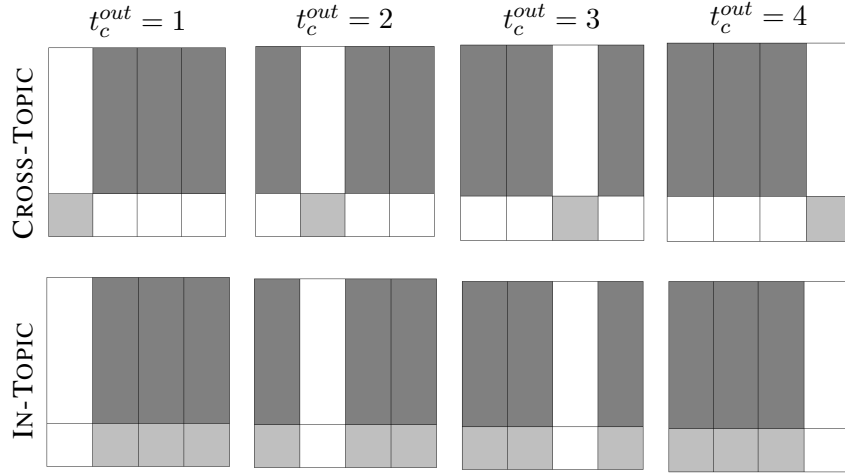 $t_c^{out} = 1$ $t_c^{out} = 2$ $t_c^{out} = 3$ $t_c^{out} = 4$
CROSS-TOPIC
IN-TOPIC